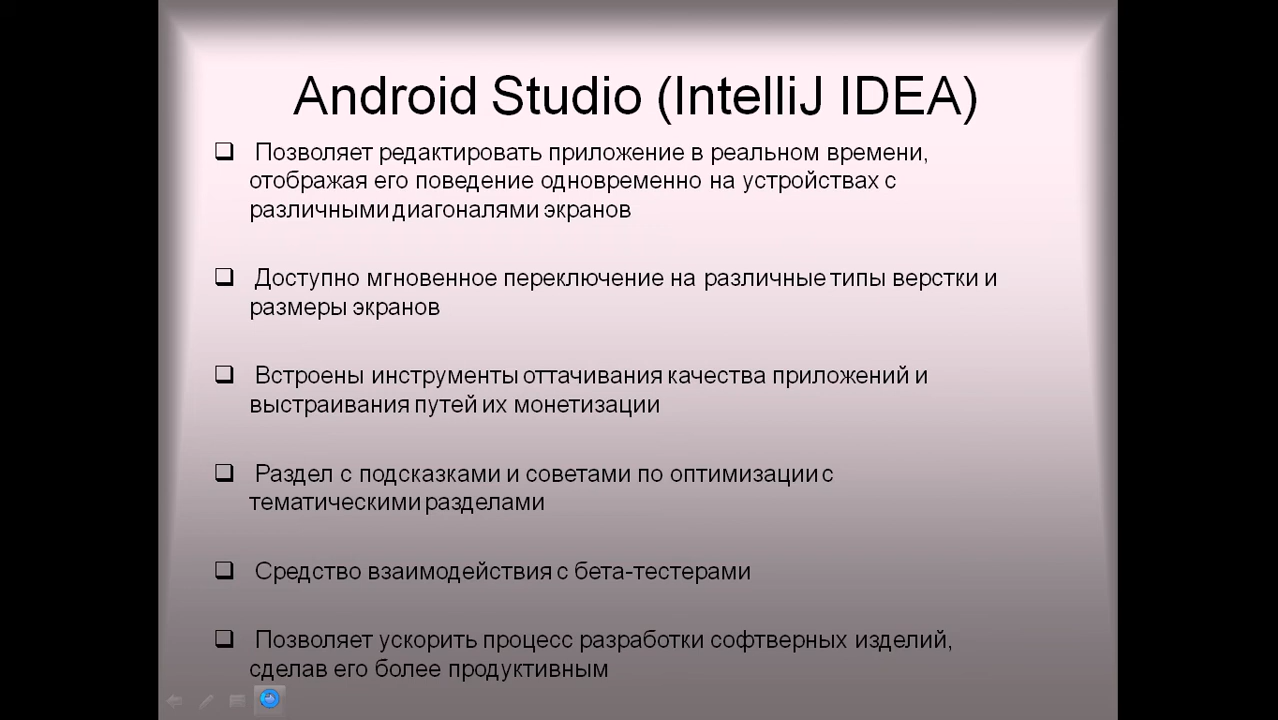 Android Studio (IntelliJ IDEA)
❑ Позволяет редактировать приложение в реальном времени,
отображая его поведение одновременно на устройствах с
различными диагоналями экранов
❑ Доступно мгновенное переключение на различные типы верстки и
размеры экранов
❑ Встроены инструменты оттачивания качества приложений и
выстраивания путей их монетизации
❑ Раздел с подсказками и советами по оптимизации с
тематическими разделами
❑ Средство взаимодействия с бета-тестерами
❑ Позволяет ускорить процесс разработки софтверных изделий,
сделав его более продуктивным